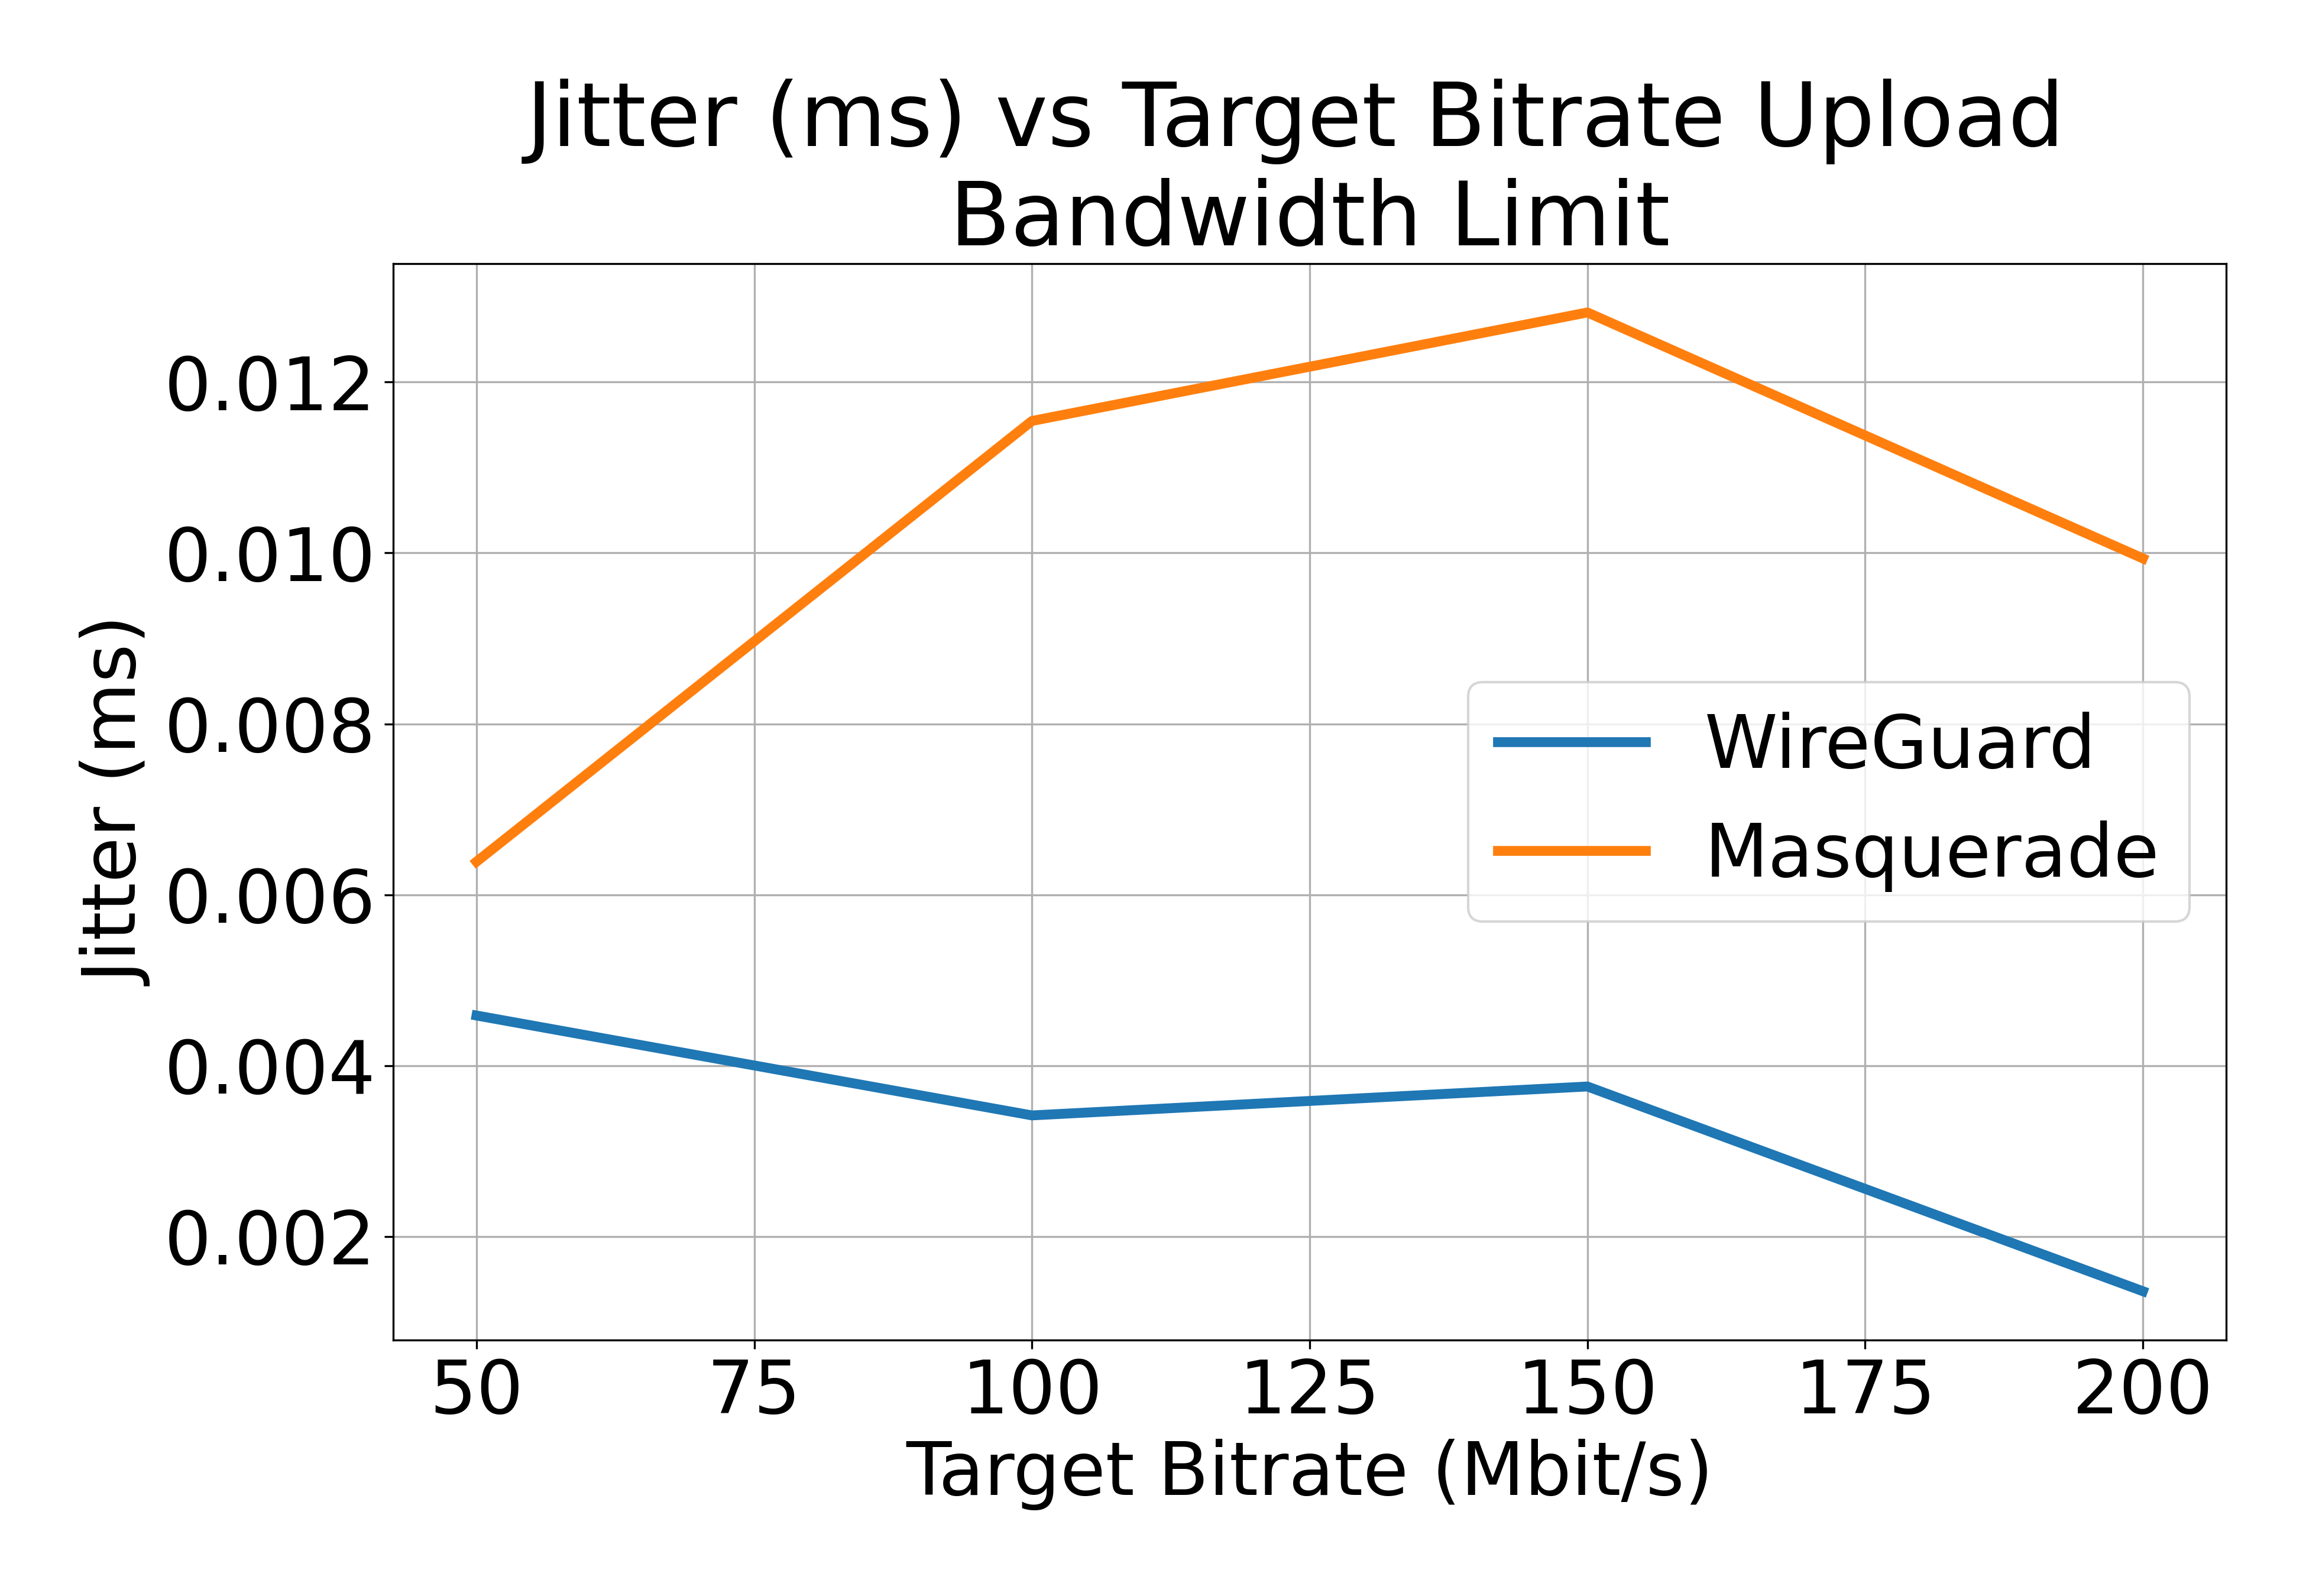 Jitter (ms) vs Target Bitrate Upload
Bandwidth Limit
Jitter (ms)
0.012
0.010
0.008
0.006
0.004
0.002
WireGuard
Masquerade
50 75 100 125 150 175 200
Target Bitrate (Mbit/s)